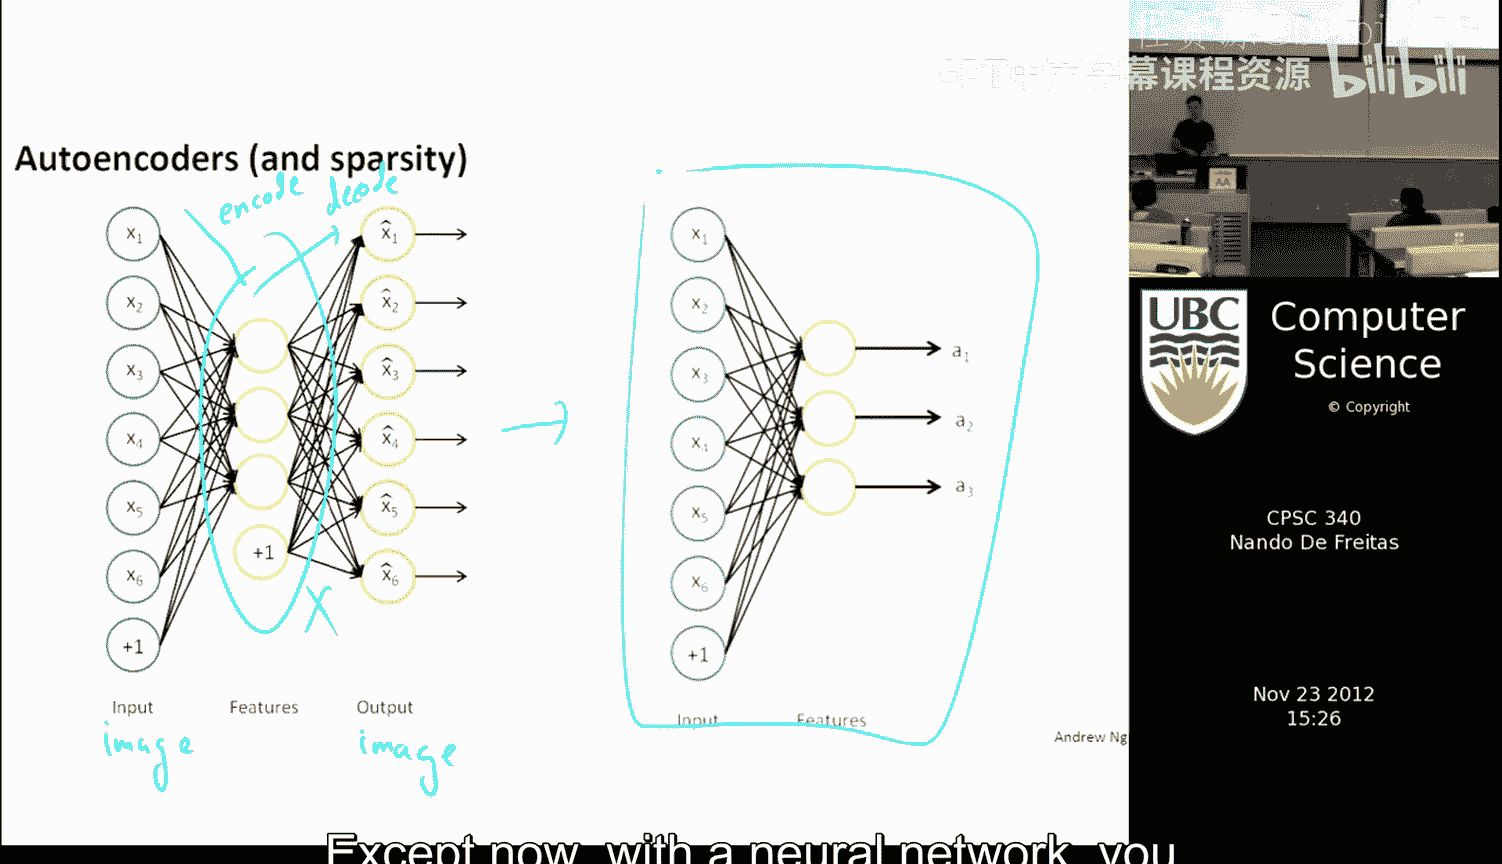 Autoencoders (and sparsity)
encode
decode
x1
x2
x3
x4
x5
x6
+1
+1
x̂1
x̂2
x̂3
x̂4
x̂5
x̂6
X
Input
Features
Output
image
image
x1
x2
x3
x4
x5
x6
+1
a1
a2
a3
Input
Features
Andrew Ng
幕课程资源
bilibili
UBC
Computer
Science
© Copyright
CPSC 340
Nando De Freitas
Nov 23 2012
15:26
Except now, with a neural network, you